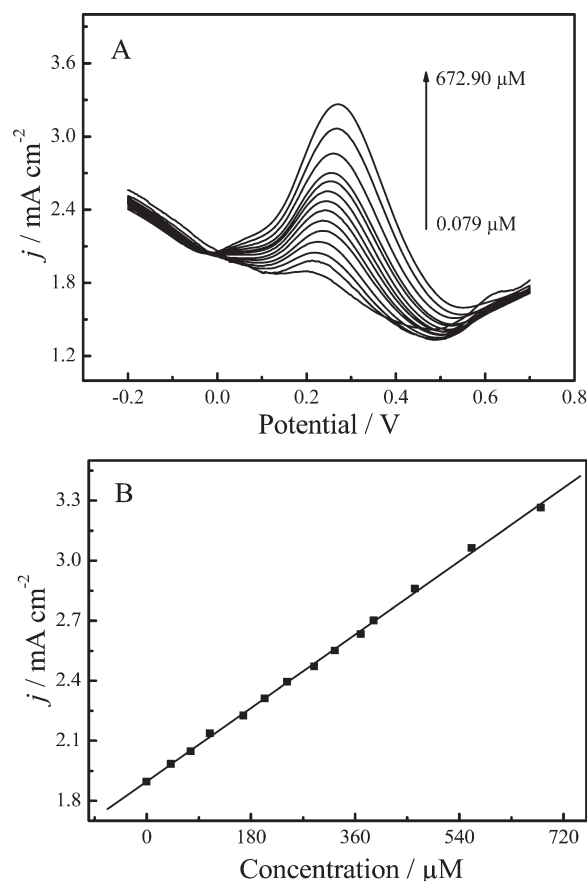 A
3.6
3.0
2.4
1.8
1.2
j / mA cm⁻²
672.90 μM
0.079 μM
-0.2 0.0 0.2 0.4 0.6 0.8
Potential / V
B
3.3
3.0
2.7
2.4
2.1
1.8
j / mA cm⁻²
0 180 360 540 720
Concentration / μM